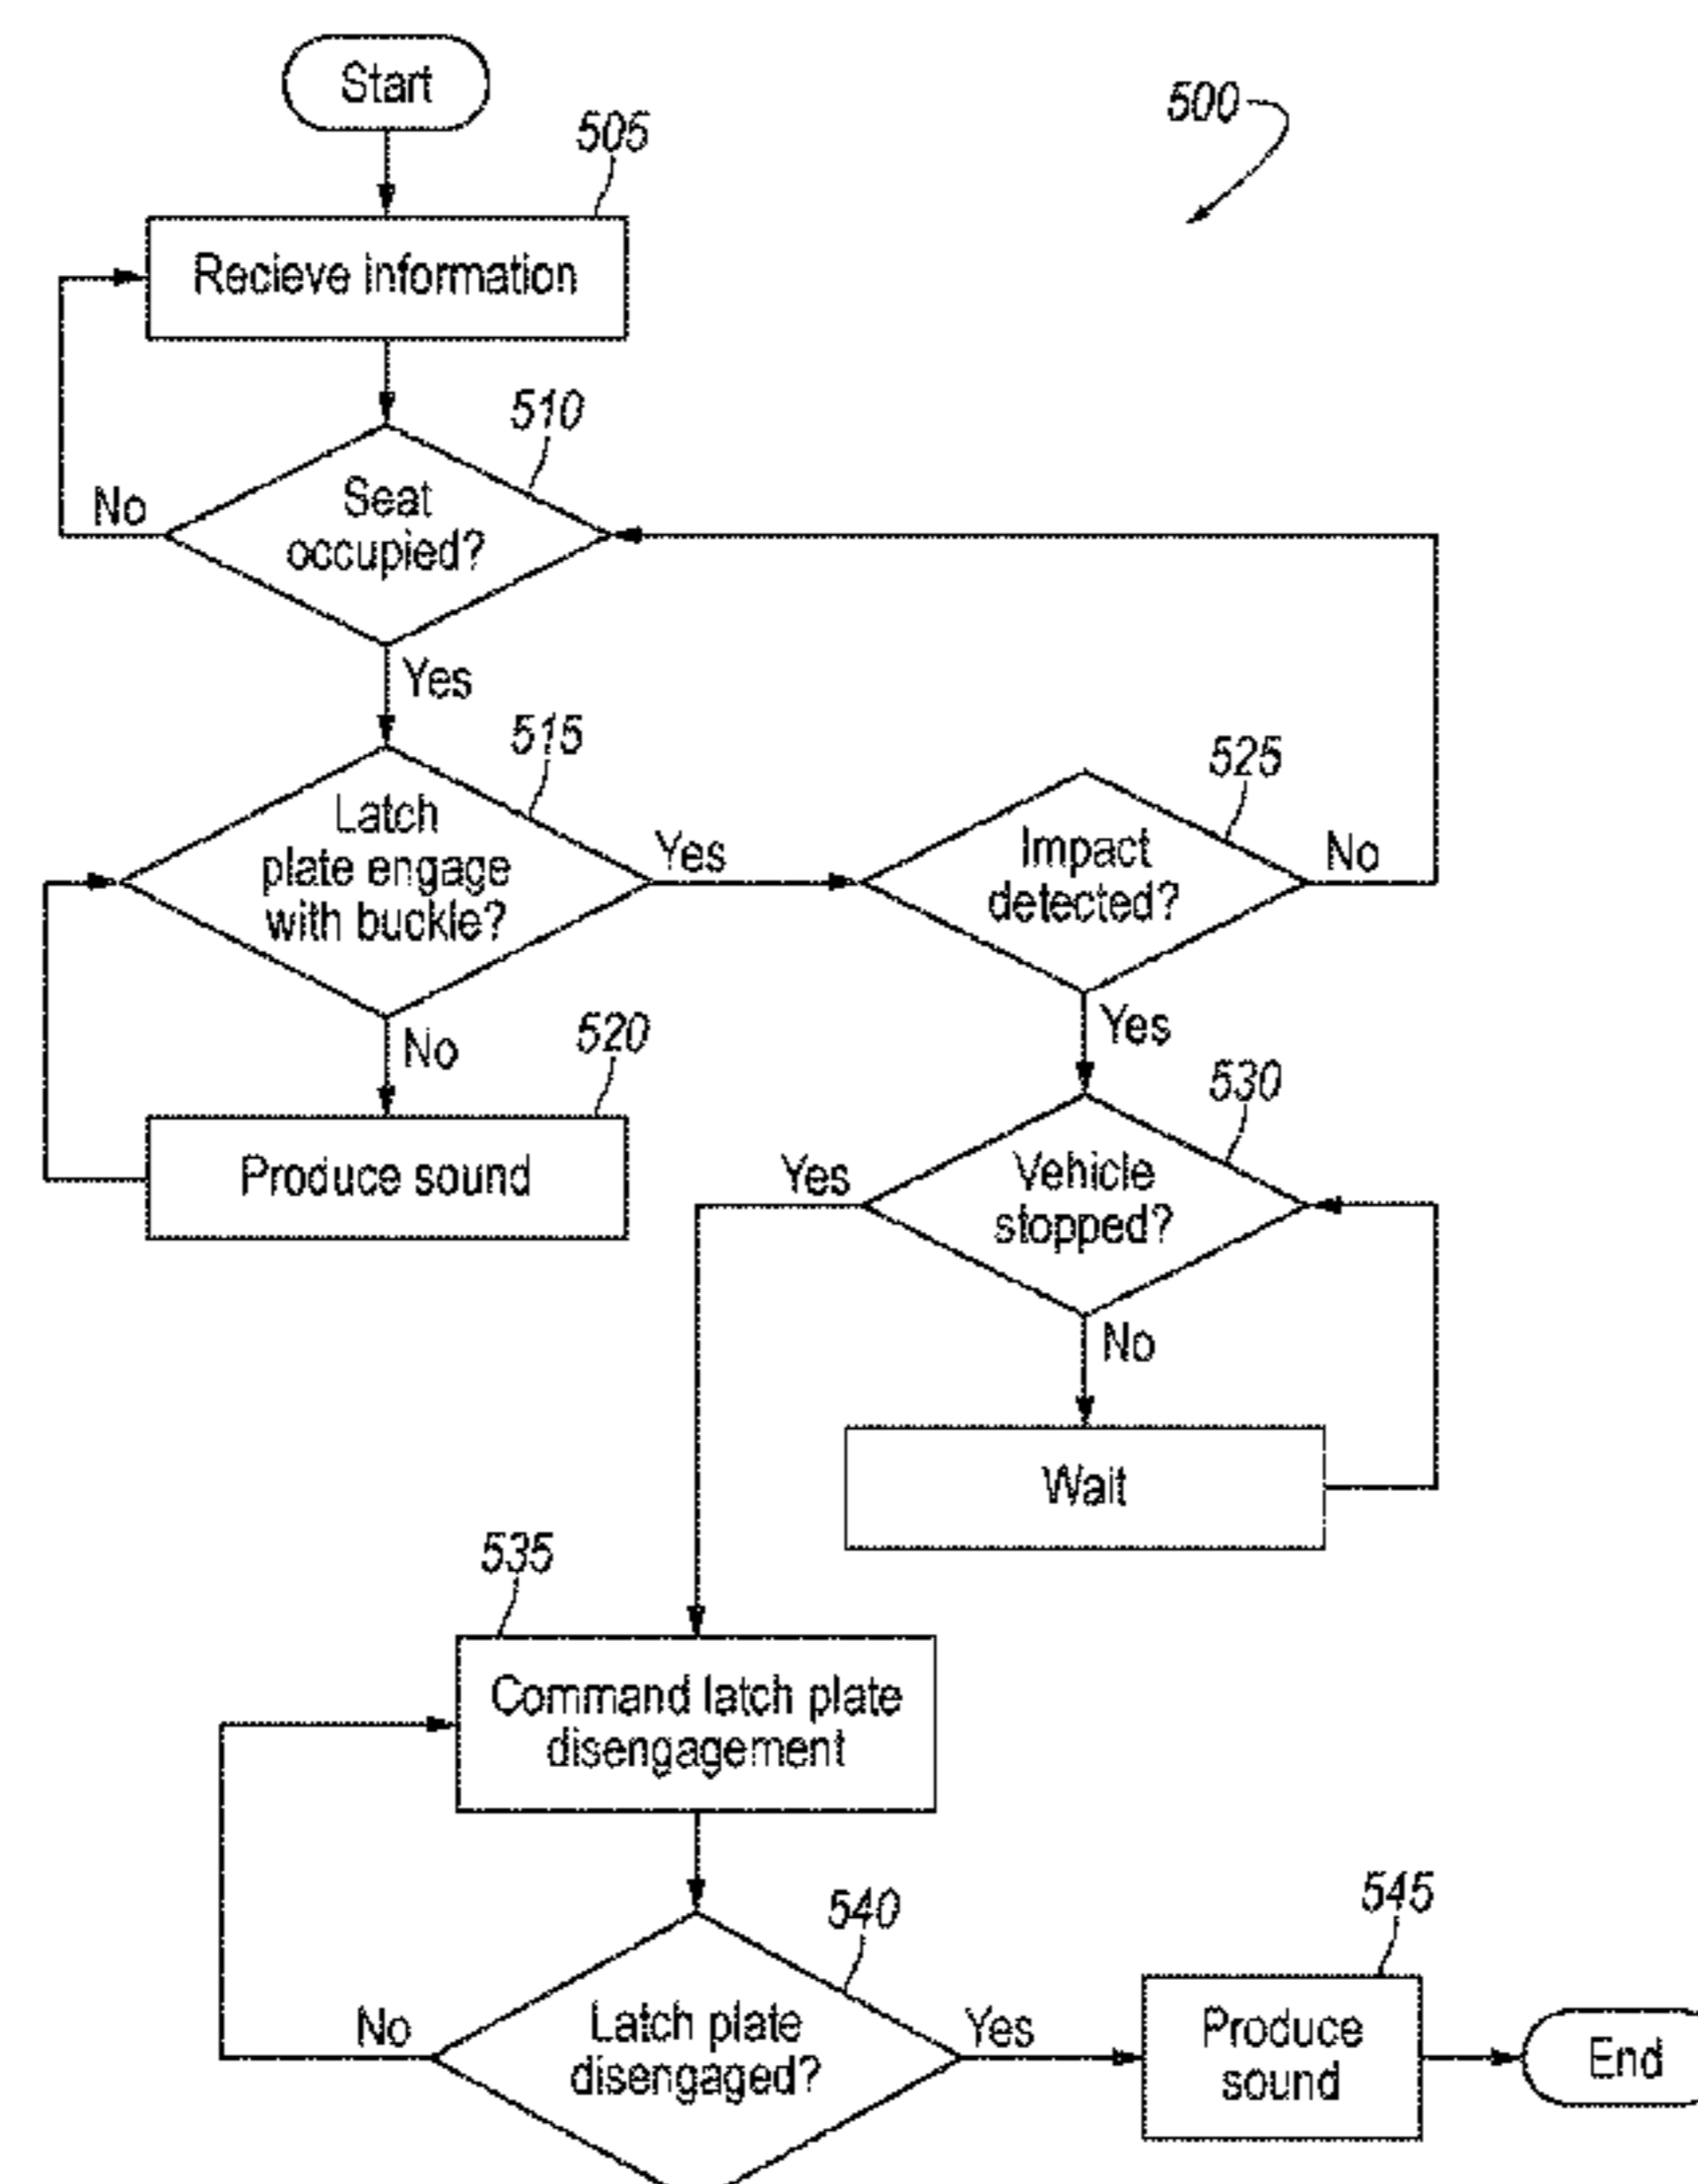 Start
500
505
Recieve information
510
Seat
occupied?
No
Yes
515
Latch
plate engage
with buckle?
Yes
525
Impact
detected?
No
No
Yes
520
Produce sound
530
Vehicle
stopped?
Yes
No
Wait
535
Command latch plate
disengagement
540
Latch plate
disengaged?
No
Yes
545
Produce
sound
End